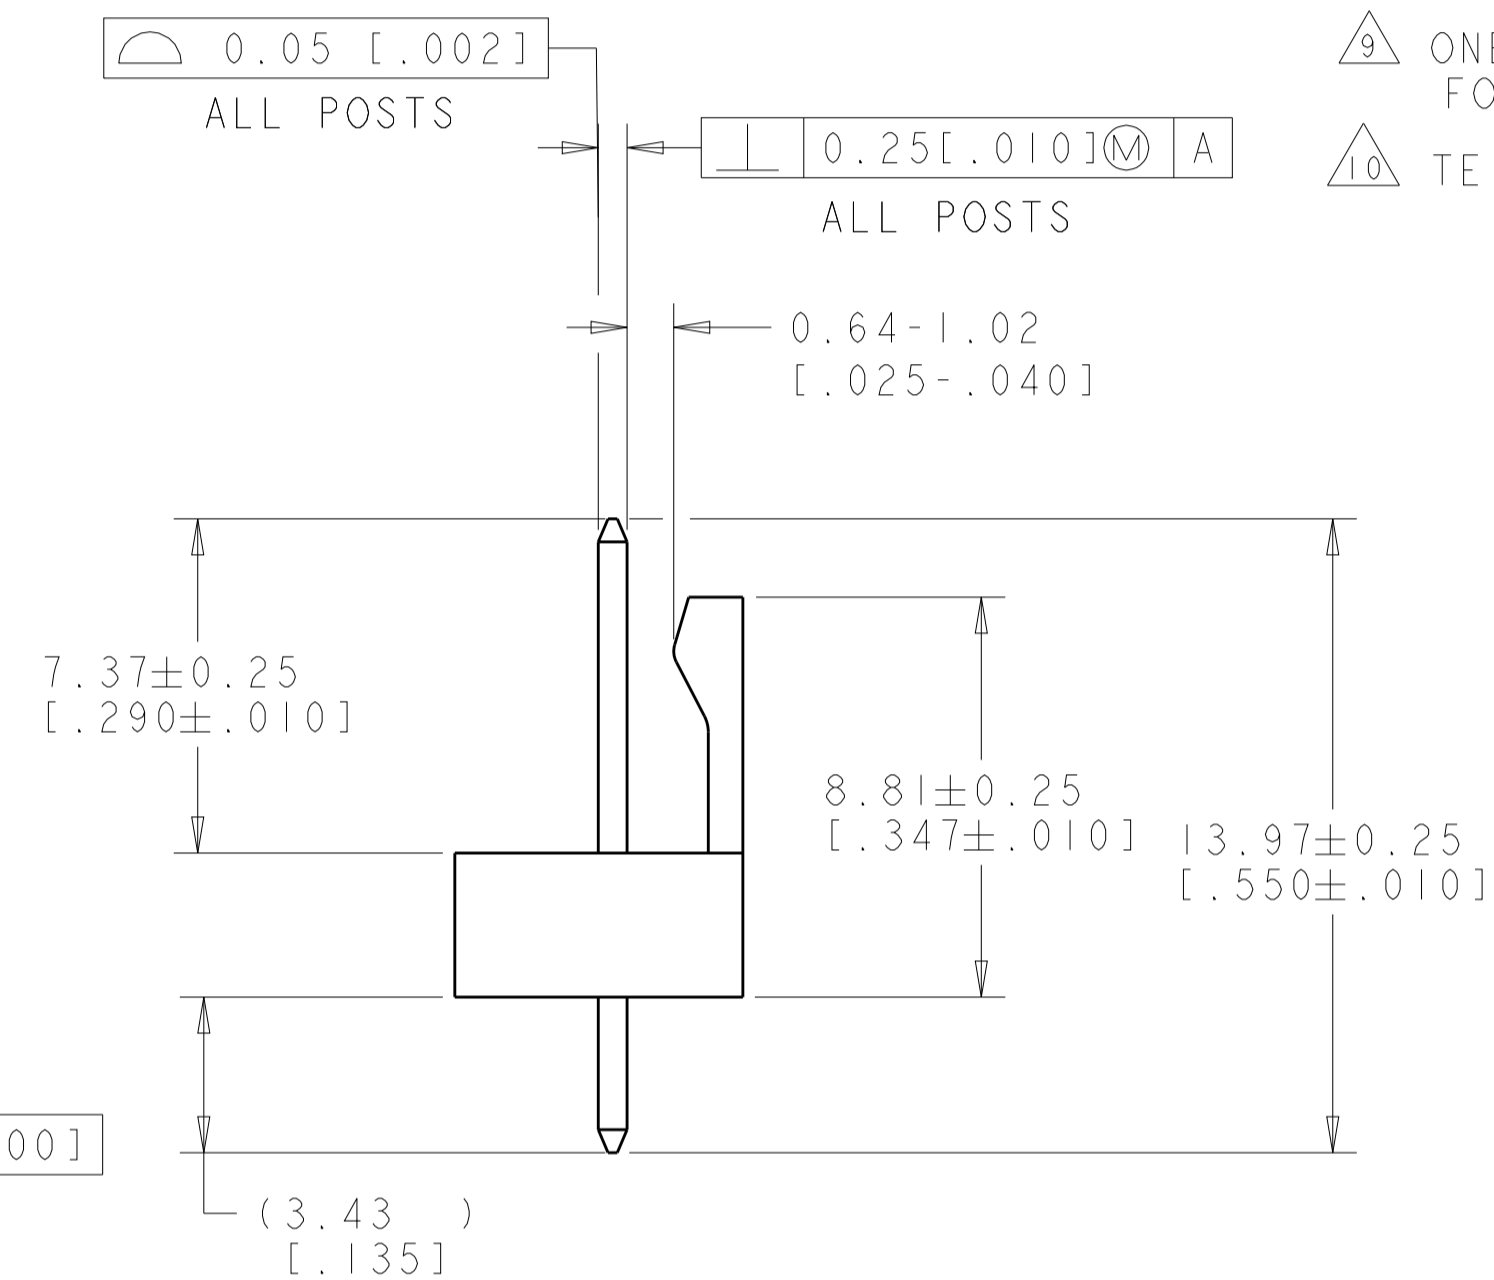 ⌓ 0.05 [.002]
ALL POSTS
9 ON
FO
⊥ 0.25[.010]Ⓜ A
ALL POSTS
10 TE
0.64-1.02
[.025-.040]
7.37±0.25
[.290±.010]
8.81±0.25
[.347±.010]
13.97±0.25
[.550±.010]
00]
(3.43 )
[.135]